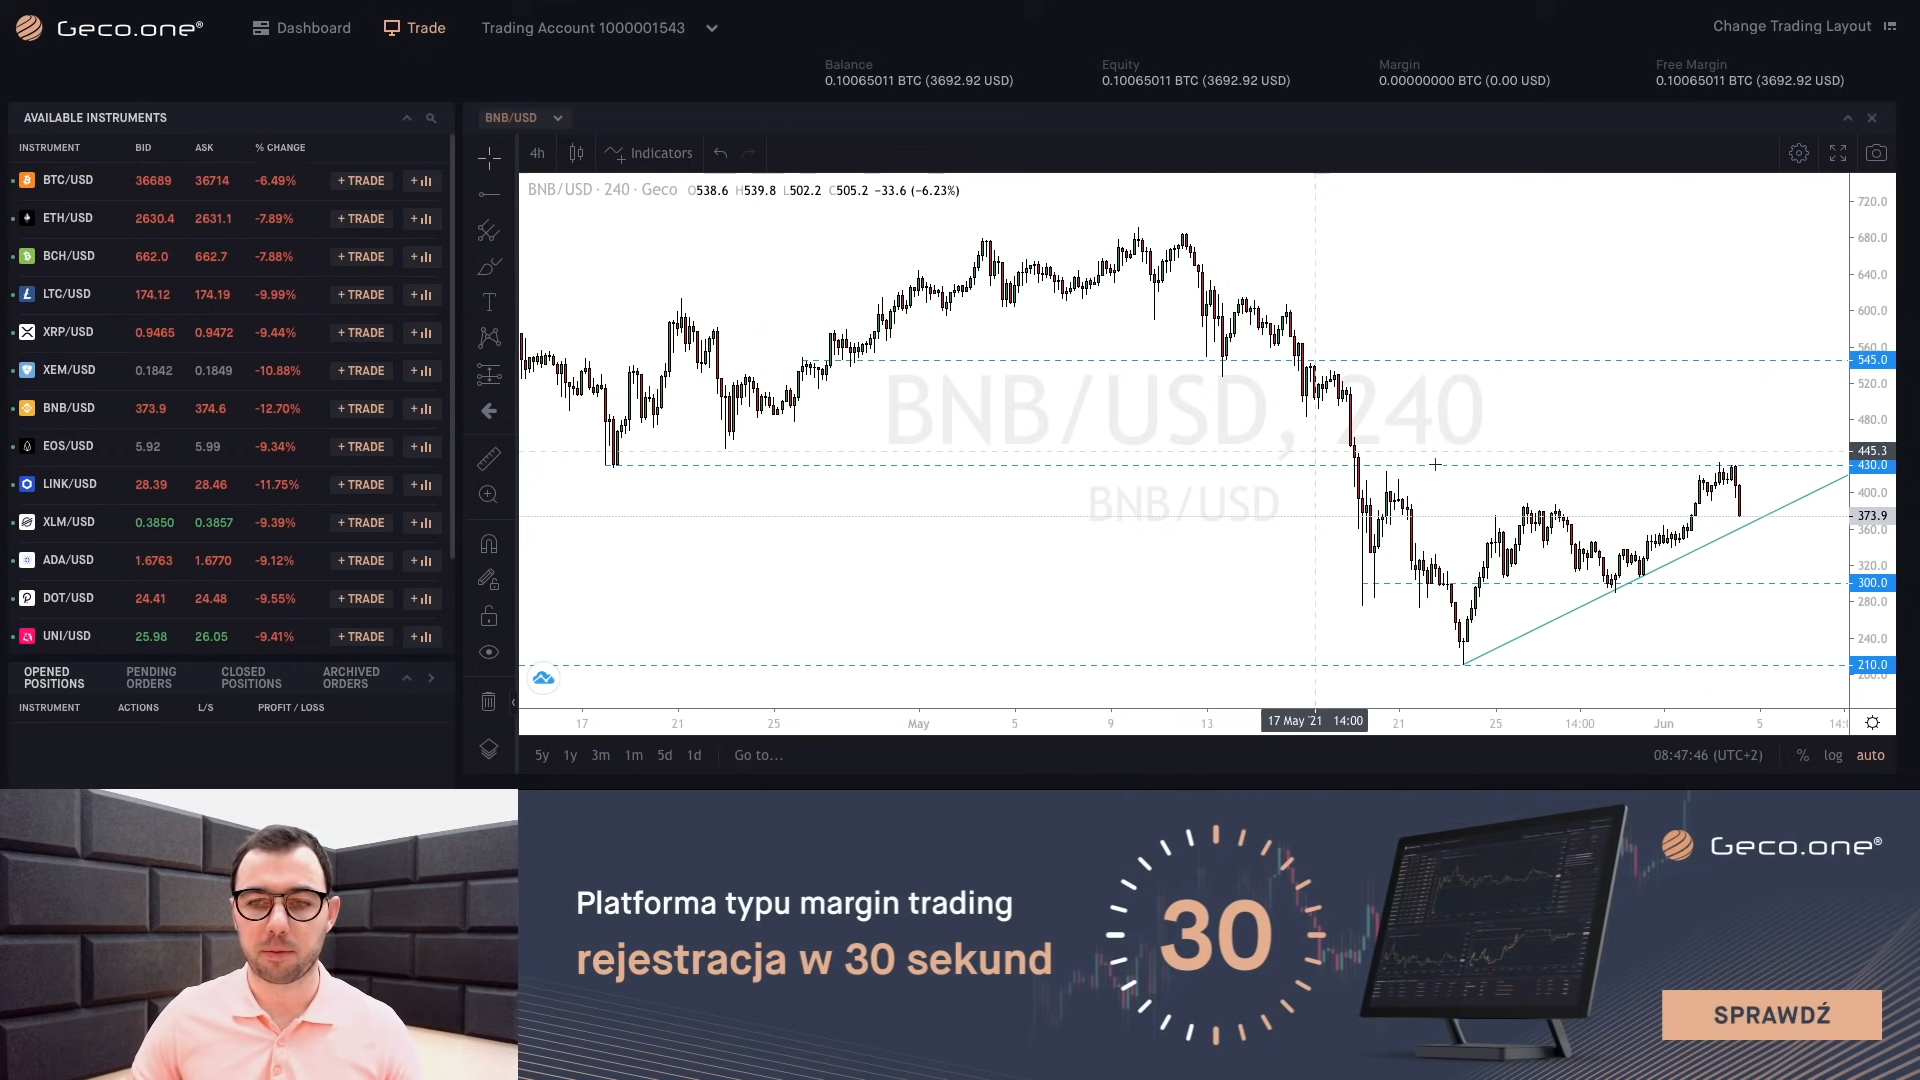 Geco.one®
Dashboard
Trade
Trading Account 1000001543
Change Trading Layout
Balance
0.10065011 BTC (3692.92 USD)
Equity
0.10065011 BTC (3692.92 USD)
Margin
0.00000000 BTC (0.00 USD)
Free Margin
0.10065011 BTC (3692.92 USD)
AVAILABLE INSTRUMENTS
INSTRUMENT BID ASK % CHANGE
BTC/USD 36689 36714 -6.49% + TRADE
ETH/USD 2630.4 2631.1 -7.89% + TRADE
BCH/USD 662.0 662.7 -7.88% + TRADE
LTC/USD 174.12 174.19 -9.99% + TRADE
XRP/USD 0.9465 0.9472 -9.44% + TRADE
XEM/USD 0.1842 0.1849 -10.88% + TRADE
BNB/USD 373.9 374.6 -12.70% + TRADE
EOS/USD 5.92 5.99 -9.34% + TRADE
LINK/USD 28.39 28.46 -11.75% + TRADE
XLM/USD 0.3850 0.3857 -9.39% + TRADE
ADA/USD 1.6763 1.6770 -9.12% + TRADE
DOT/USD 24.41 24.48 -9.55% + TRADE
UNI/USD 25.98 26.05 -9.41% + TRADE
OPENED POSITIONS
PENDING ORDERS
CLOSED POSITIONS
ARCHIVED ORDERS
INSTRUMENT ACTIONS L/S PROFIT / LOSS
BNB/USD
4h
Indicators
BNB/USD · 240 · Geco O538.6 H539.8 L502.2 C505.2 −33.6 (−6.23%)
BNB/USD, 240
BNB/USD
720.0
680.0
640.0
600.0
560.0
545.0
520.0
480.0
445.3
430.0
400.0
373.9
360.0
320.0
300.0
280.0
240.0
210.0
200.0
17 21 25 May 5 9 13 17 May '21 14:00 21 25 14:00 Jun 5
5y 1y 3m 1m 5d 1d Go to...
08:47:46 (UTC+2) % log auto
Platforma typu margin trading
rejestracja w 30 sekund
30
Geco.one®
SPRAWDŹ